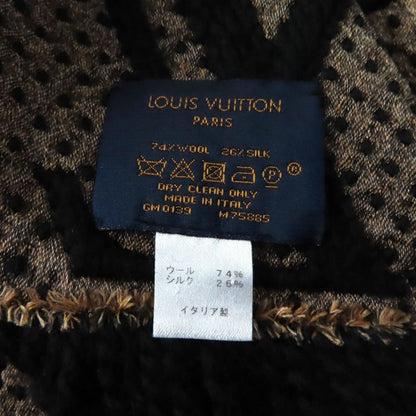 LOUIS VUITTON
PARIS
74%WOOL 26%SILK
P
DRY CLEAN ONLY
MADE IN ITALY
GM0139 M75885
ウール 74%
シルク 26%
イタリア製